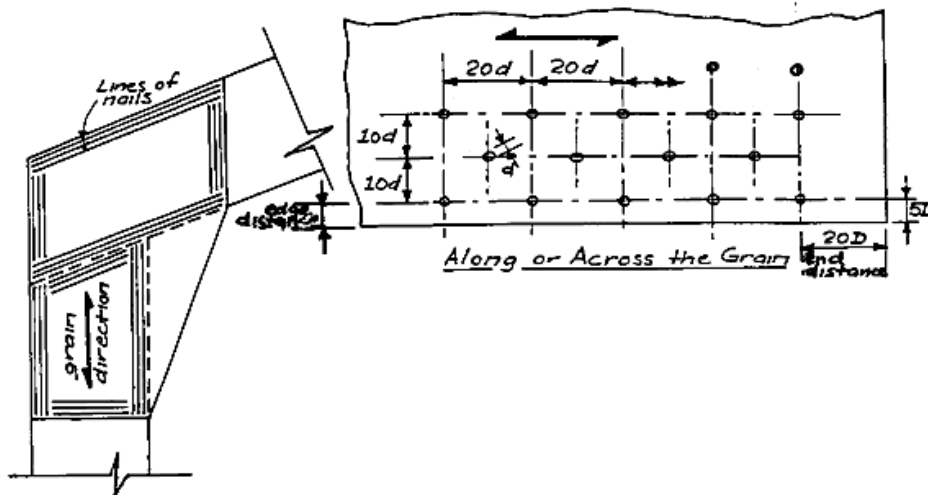 Lines of
nails
grain
direction
20d
20d
10d
10d
d
edge
distance
5D
20D
Along or Across the Grain
End
distance